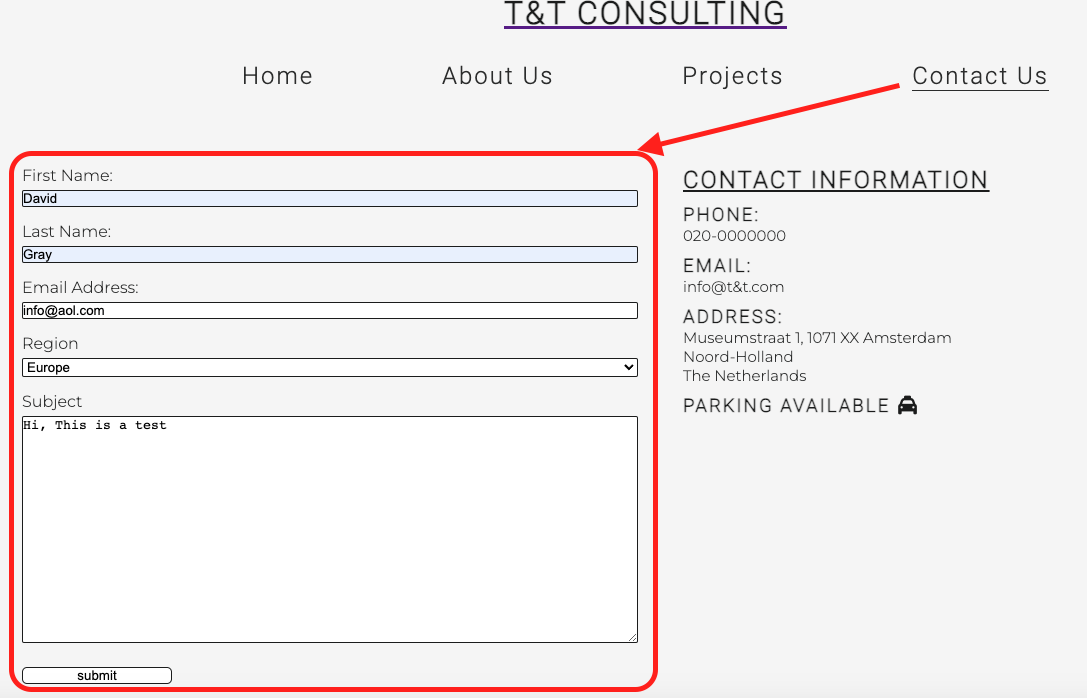 T&T CONSULTING
Home About Us Projects Contact Us
First Name:
David
Last Name:
Gray
Email Address:
info@aol.com
Region
Europe
Subject
Hi, This is a test
submit
CONTACT INFORMATION
PHONE:
020-0000000
EMAIL:
info@t&t.com
ADDRESS:
Museumstraat 1, 1071 XX Amsterdam
Noord-Holland
The Netherlands
PARKING AVAILABLE